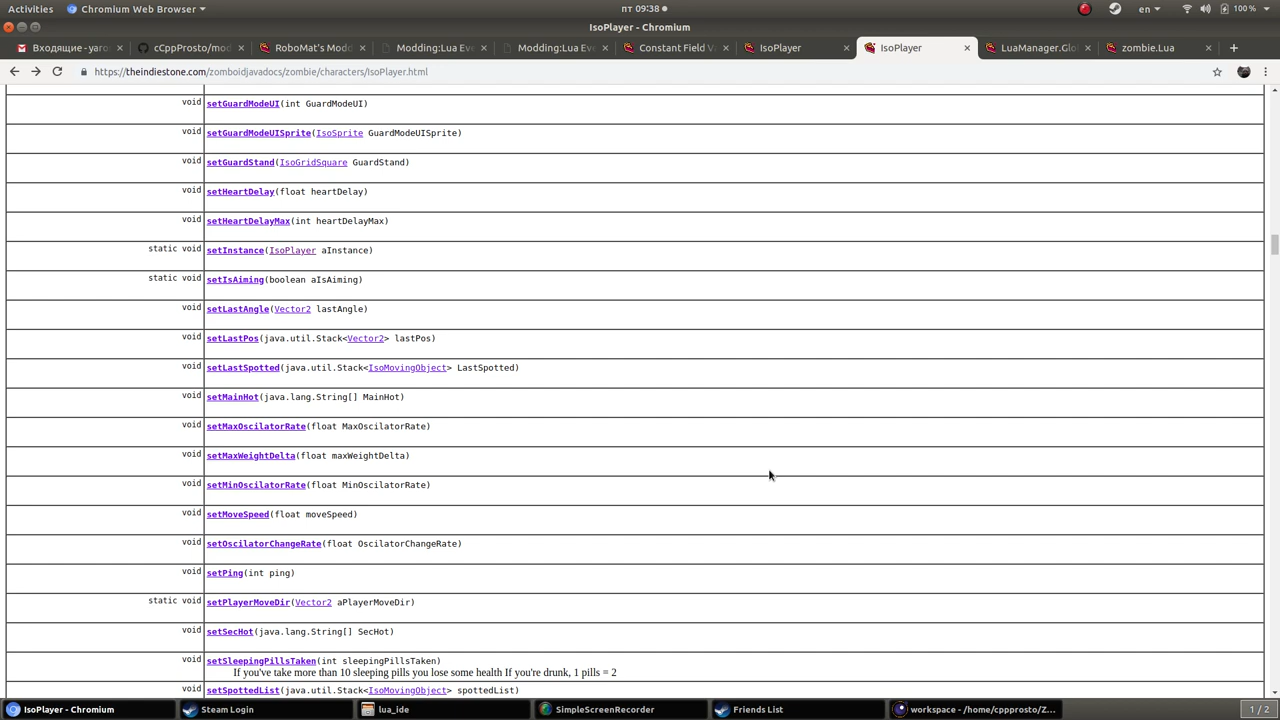 Activities Chromium Web Browser пт 09:38 en 100 %
IsoPlayer - Chromium
Входящие - yaro cCppProsto/mod RoboMat's Modd Modding:Lua Eve Modding:Lua Eve Constant Field V IsoPlayer IsoPlayer LuaManager.Glo zombie.Lua
https://theindiestone.com/zomboidjavadocs/zombie/characters/IsoPlayer.html
void setGuardModeUI(int GuardModeUI)
void setGuardModeUISprite(IsoSprite GuardModeUISprite)
void setGuardStand(IsoGridSquare GuardStand)
void setHeartDelay(float heartDelay)
void setHeartDelayMax(int heartDelayMax)
static void setInstance(IsoPlayer aInstance)
static void setIsAiming(boolean aIsAiming)
void setLastAngle(Vector2 lastAngle)
void setLastPos(java.util.Stack<Vector2> lastPos)
void setLastSpotted(java.util.Stack<IsoMovingObject> LastSpotted)
void setMainHot(java.lang.String[] MainHot)
void setMaxOscilatorRate(float MaxOscilatorRate)
void setMaxWeightDelta(float maxWeightDelta)
void setMinOscilatorRate(float MinOscilatorRate)
void setMoveSpeed(float moveSpeed)
void setOscilatorChangeRate(float OscilatorChangeRate)
void setPing(int ping)
static void setPlayerMoveDir(Vector2 aPlayerMoveDir)
void setSecHot(java.lang.String[] SecHot)
void setSleepingPillsTaken(int sleepingPillsTaken)
If you've take more than 10 sleeping pills you lose some health If you're drunk, 1 pills = 2
void setSpottedList(java.util.Stack<IsoMovingObject> spottedList)
IsoPlayer - Chromium Steam Login lua_ide SimpleScreenRecorder Friends List workspace - /home/cppprosto/Z... 1 / 2